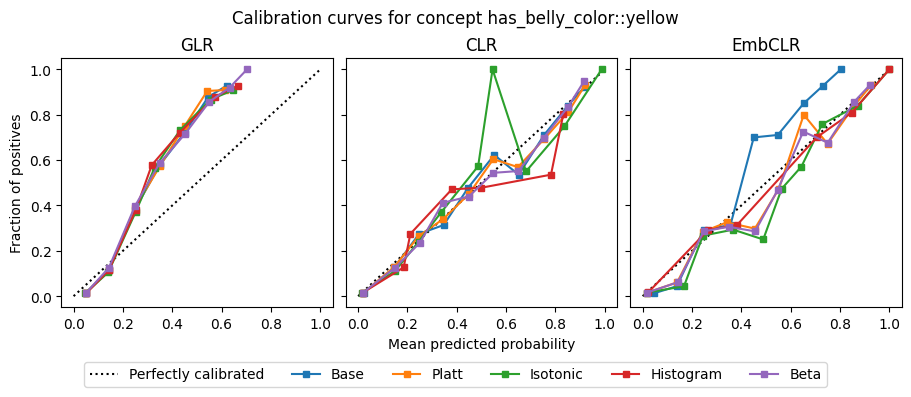 Calibration curves for concept has_belly_color::yellow
GLR
CLR
EmbCLR
Fraction of positives
1.0
0.8
0.6
0.4
0.2
0.0
0.0 0.2 0.4 0.6 0.8 1.0
0.0 0.2 0.4 0.6 0.8 1.0
0.0 0.2 0.4 0.6 0.8 1.0
Mean predicted probability
Perfectly calibrated Base Platt Isotonic Histogram Beta